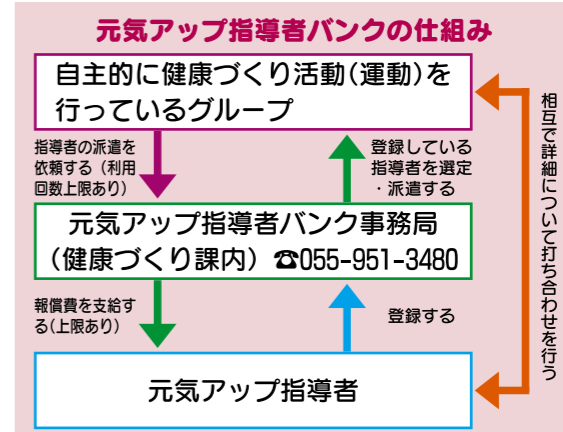 元気アップ指導者バンクの仕組み
自主的に健康づくり活動(運動)を
行っているグループ
指導者の派遣を
依頼する(利用
回数上限あり)
登録している
指導者を選定
・派遣する
元気アップ指導者バンク事務局
(健康づくり課内)☎055-951-3480
報償費を支給す
る(上限あり)
登録する
元気アップ指導者
相互で詳細について打ち合わせを行う